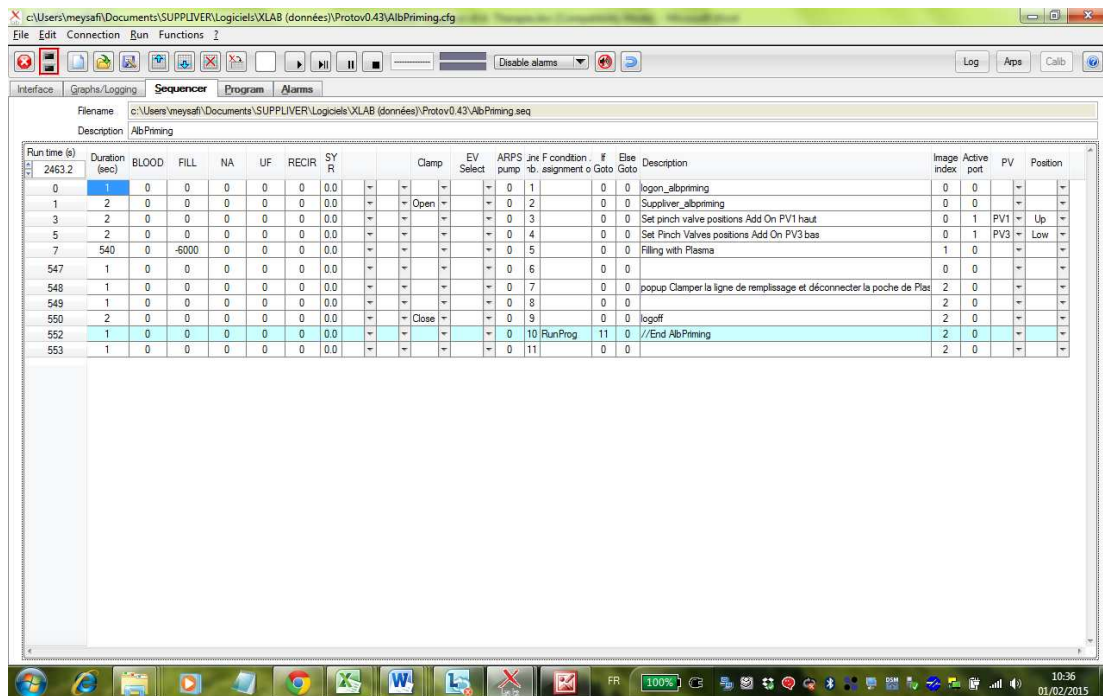 c:\Users\meysafi\Documents\SUPPLIVER\Logiciels\XLAB (données)\Protov0.43\AlbPriming.cfg
File Edit Connection Run Functions ?
Disable alarms Log Arps Calib
Interface Graphs/Logging Sequencer Program Alarms
Filename c:\Users\meysafi\Documents\SUPPLIVER\Logiciels\XLAB (données)\Protov0.43\AlbPriming.seq
Description AlbPriming
Run time (s) Duration (sec) BLOOD FILL NA UF RECIR SY R Clamp EV Select ARPS pump nb. If Goto Else Goto Description Image index Active port PV Position
2463.2
0 1 0 0 0 0 0 0.0 0 1 0 0 logon_albpriming 0 0
1 2 0 0 0 0 0 0.0 Open 0 2 0 0 Suppliver_albpriming 0 0
3 2 0 0 0 0 0 0.0 0 3 0 0 Set pinch valve positions Add On PV1 haut 0 1 PV1 Up
5 2 0 0 0 0 0 0.0 0 4 0 0 Set Pinch Valves positions Add On PV3 bas 0 1 PV3 Low
7 540 0 -6000 0 0 0 0.0 0 5 0 0 Filling with Plasma 1 0
547 1 0 0 0 0 0 0.0 0 6 0 0 0 0
548 1 0 0 0 0 0 0.0 0 7 0 0 popup Clamper la ligne de remplissage et déconnecter la poche de Plas 2 0
549 1 0 0 0 0 0 0.0 0 8 0 0 2 0
550 2 0 0 0 0 0 0.0 Close 0 9 0 0 logoff 2 0
552 1 0 0 0 0 0 0.0 0 10 RunProg 11 0 //End AlbPriming 2 0
553 1 0 0 0 0 0 0.0 0 11 0 0 2 0
FR 100% 10:36
01/02/2015